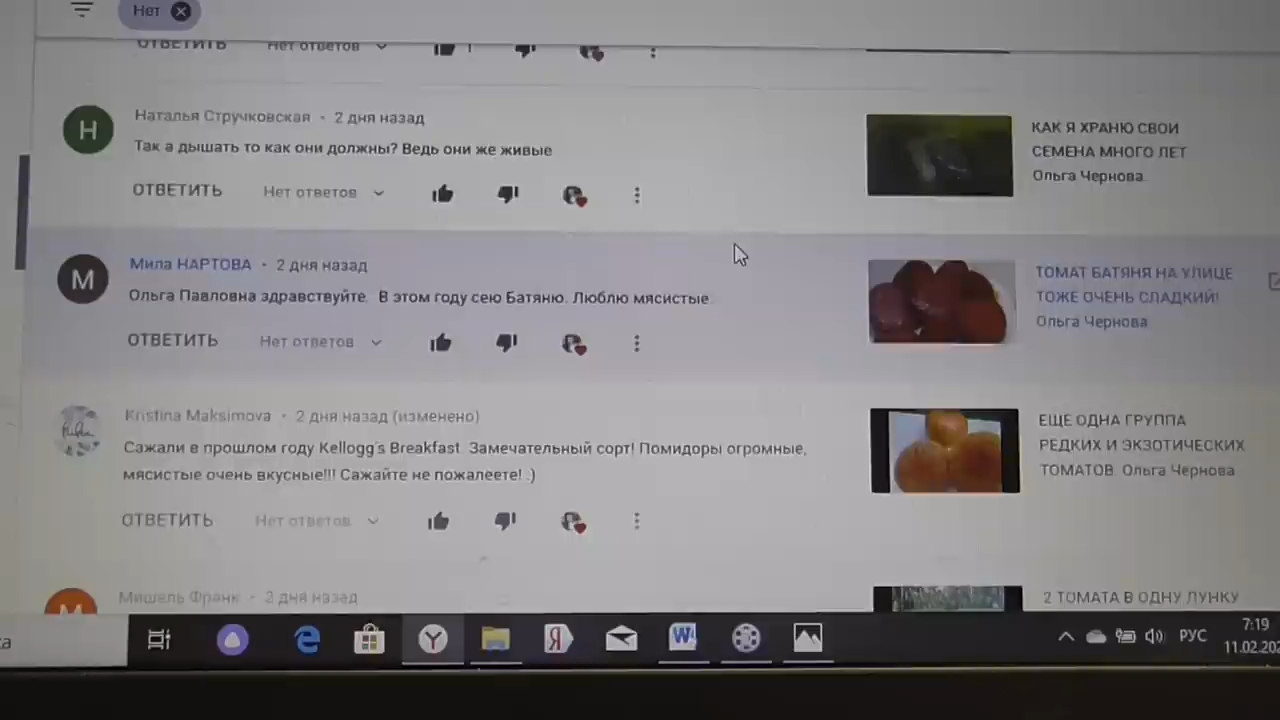 Нет
ОТВЕТИТЬ Нет ответов 1
Наталья Стручковская • 2 дня назад
Так а дышать то как они должны? Ведь они же живые
ОТВЕТИТЬ Нет ответов
КАК Я ХРАНЮ СВОИ
СЕМЕНА МНОГО ЛЕТ
Ольга Чернова
Мила НАРТОВА • 2 дня назад
Ольга Павловна здравствуйте. В этом году сею Батяню. Люблю мясистые
ОТВЕТИТЬ Нет ответов
ТОМАТ БАТЯНЯ НА УЛИЦЕ
ТОЖЕ ОЧЕНЬ СЛАДКИЙ!
Ольга Чернова
Kristina Maksimova • 2 дня назад (изменено)
Сажали в прошлом году Kellogg's Breakfast. Замечательный сорт! Помидоры огромные,
мясистые очень вкусные!!! Сажайте не пожалеете! :)
ОТВЕТИТЬ Нет ответов
ЕЩЕ ОДНА ГРУППА
РЕДКИХ И ЭКЗОТИЧЕСКИХ
ТОМАТОВ. Ольга Чернова
Мишель Франк • 2 дня назад
2 ТОМАТА В ОДНУ ЛУНКУ
РУС
7:19
11.02.202